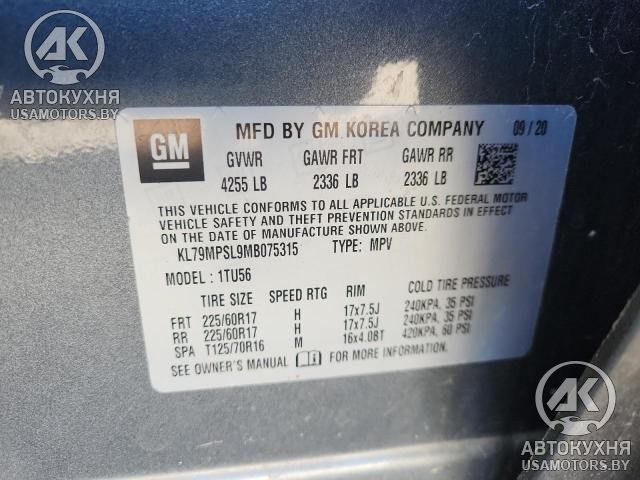 АК
АВТОКУХНЯ
USAMOTORS.BY
GM
MFD BY GM KOREA COMPANY 09/20
GVWR GAWR FRT GAWR RR
4255 LB 2336 LB 2336 LB
THIS VEHICLE CONFORMS TO ALL APPLICABLE U.S. FEDERAL MOTOR
VEHICLE SAFETY AND THEFT PREVENTION STANDARDS IN EFFECT
ON THE DATE OF MANUFACTURE SHOWN ABOVE.
KL79MPSL9MB075315 TYPE: MPV
MODEL: 1TU56
TIRE SIZE SPEED RTG RIM COLD TIRE PRESSURE
FRT 225/60R17 H 17x7.5J 240KPA, 35 PSI
RR 225/60R17 H 17x7.5J 240KPA, 35 PSI
SPA T125/70R16 M 16x4.0BT 420KPA, 60 PSI
SEE OWNER'S MANUAL FOR MORE INFORMATION.
АК
АВТОКУХНЯ
USAMOTORS.BY